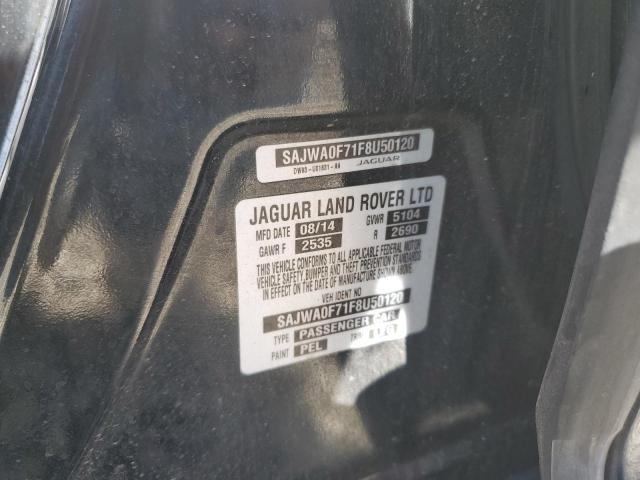 SAJWA0F71F8U50120
JAGUAR
JAGUAR LAND ROVER LTD
MFD DATE 08/14 GVWR 5104
GAWR F 2535 R 2690
THIS VEHICLE CONFORMS TO ALL APPLICABLE FEDERAL MOTOR
VEHICLE SAFETY, BUMPER AND THEFT PREVENTION STANDARDS
IN EFFECT ON THE DATE OF MANUFACTURE SHOWN ABOVE.
VEH IDENT NO
SAJWA0F71F8U50120
TYPE PASSENGER CAR
PAINT PEL